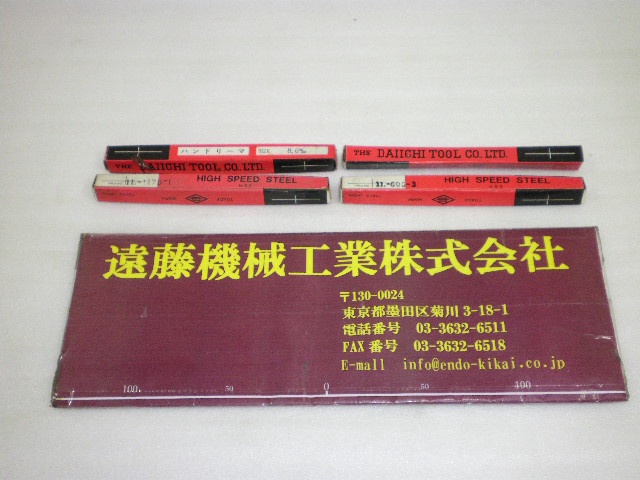 ハンドリーマ
THE DAIICHI TOOL CO. LTD.
HIGH SPEED STEEL
THE DAIICHI TOOL CO. LTD.
HIGH SPEED STEEL
遠藤機械工業株式会社
〒130-0024
東京都墨田区菊川 3-18-1
電話番号 03-3632-6511
FAX 番号 03-3632-6518
E-mall info@endo-kikai.co.jp
100 50 0 50 100